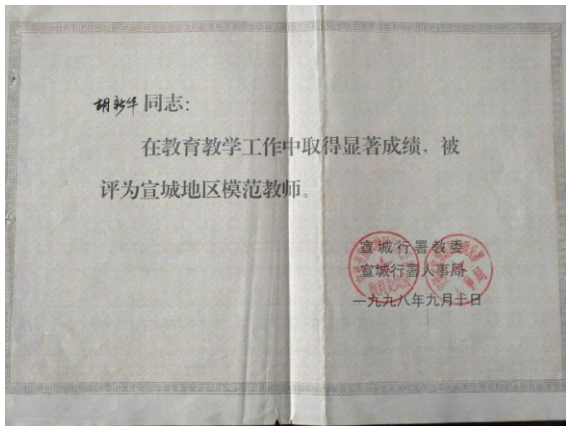 胡新华同志:
在教育教学工作中取得显著成绩，被
评为宣城地区模范教师。
宣城行署教委
宣城行署人事局
一九九八年九月十日